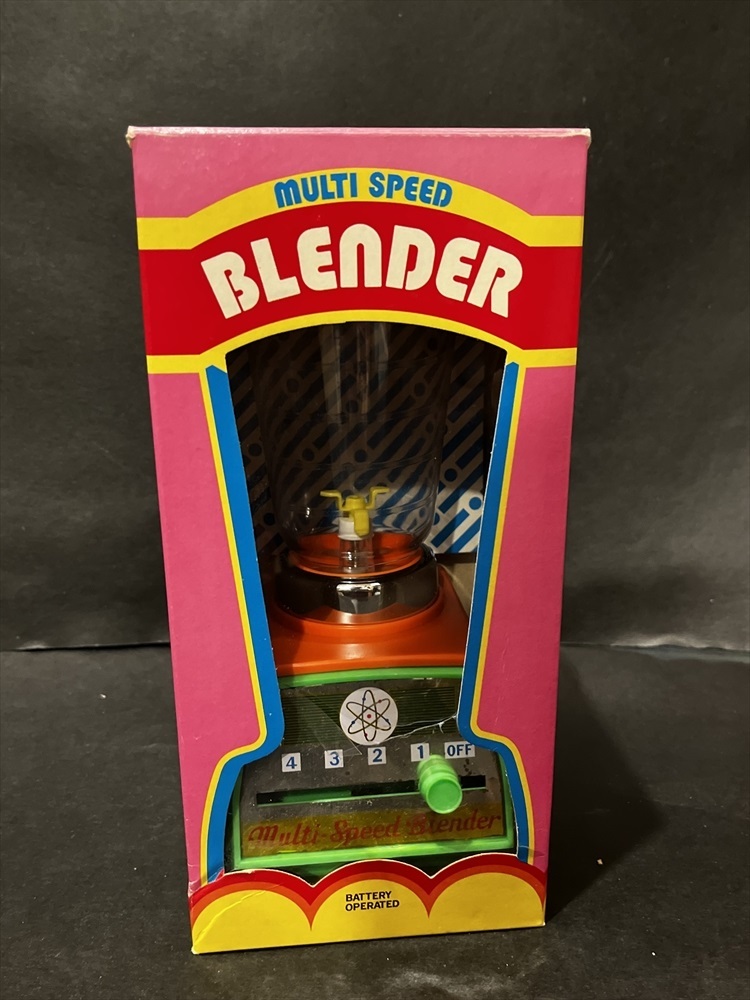 MULTI SPEED
BLENDER
4 3 2 1 OFF
Multi-Speed Blender
BATTERY
OPERATED